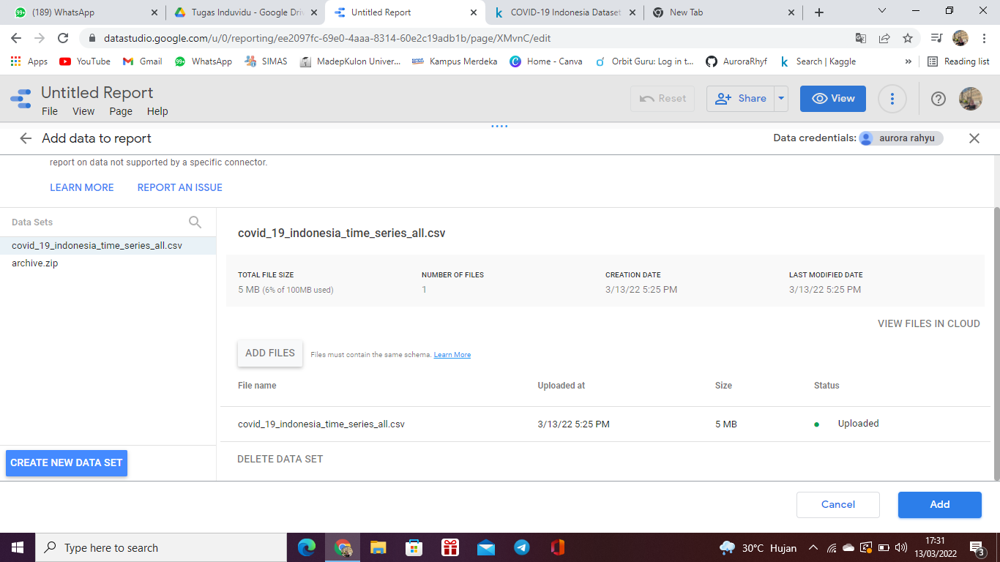 (189) WhatsApp
Tugas Induvidu - Google Dri
Untitled Report
COVID-19 Indonesia Dataset
New Tab
datastudio.google.com/u/0/reporting/ee2097fc-69e0-4aaa-8314-60e2c19adb1b/page/XMvnC/edit
Apps YouTube Gmail WhatsApp SIMAS MadepKulon Univer... Kampus Merdeka Home - Canva Orbit Guru: Log in t... AuroraRhyf Search | Kaggle » Reading list
Untitled Report
File View Page Help
Reset Share View
Add data to report
Data credentials: aurora rahyu
report on data not supported by a specific connector.
LEARN MORE REPORT AN ISSUE
Data Sets
covid_19_indonesia_time_series_all.csv
archive.zip
CREATE NEW DATA SET
covid_19_indonesia_time_series_all.csv
TOTAL FILE SIZE NUMBER OF FILES CREATION DATE LAST MODIFIED DATE
5 MB (6% of 100MB used) 1 3/13/22 5:25 PM 3/13/22 5:25 PM
VIEW FILES IN CLOUD
ADD FILES Files must contain the same schema. Learn More
File name Uploaded at Size Status
covid_19_indonesia_time_series_all.csv 3/13/22 5:25 PM 5 MB Uploaded
DELETE DATA SET
Cancel Add
Type here to search
30°C Hujan
17:31
13/03/2022
3